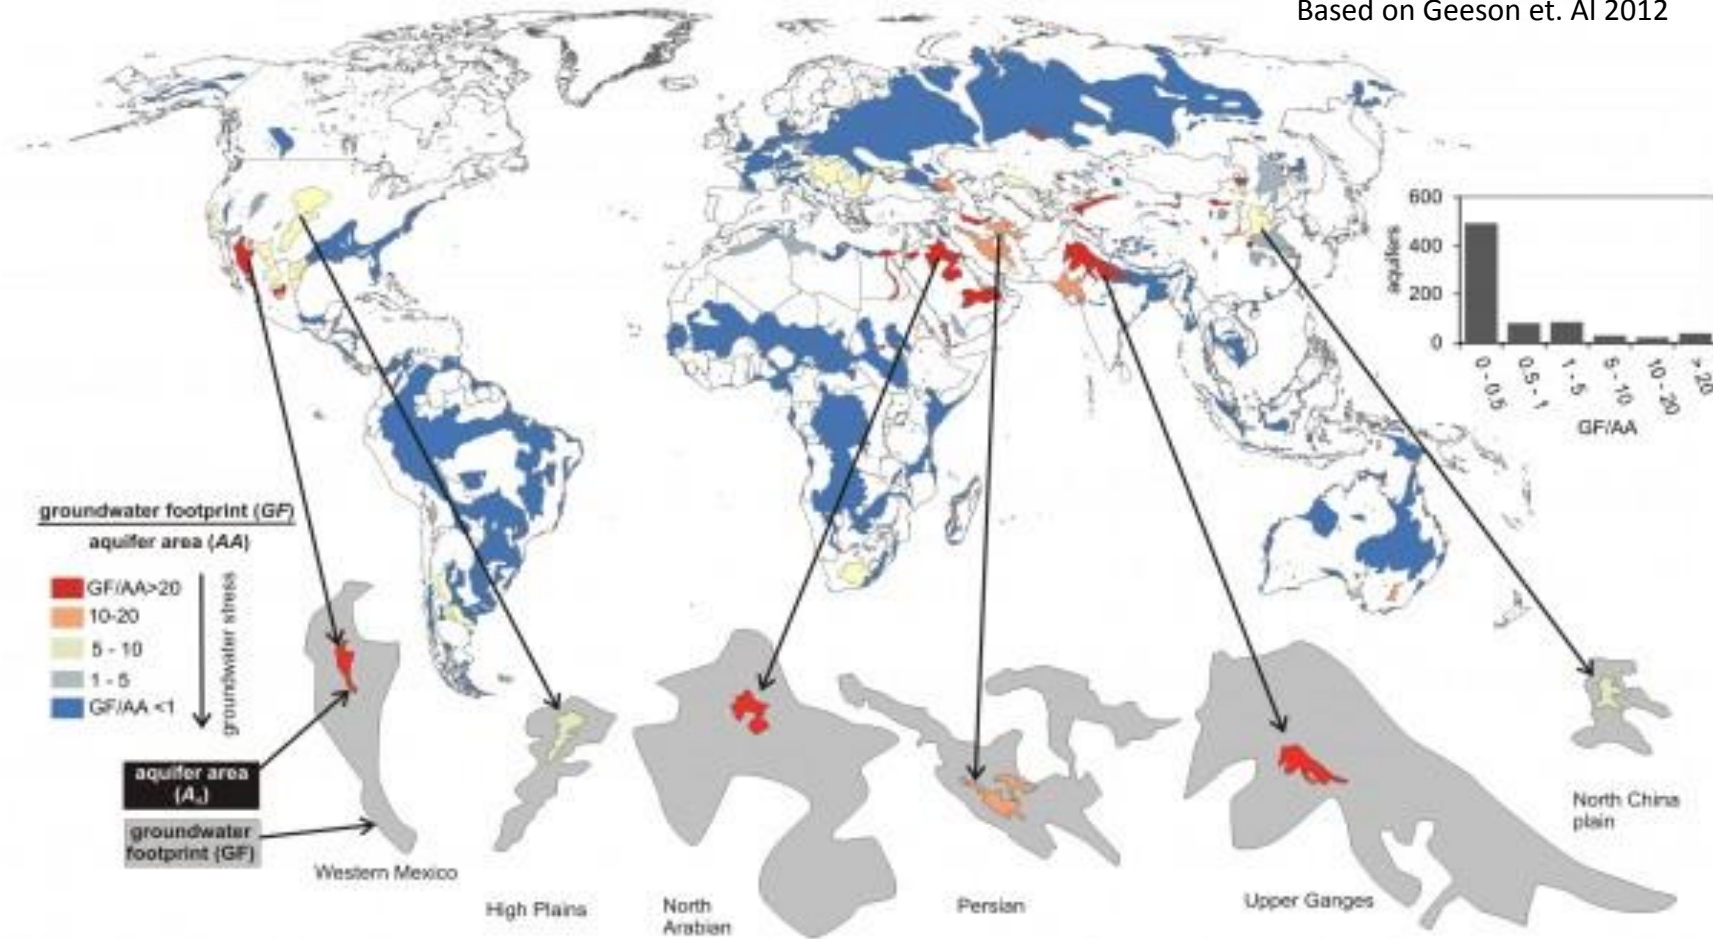 Based on Geeson et. Al 2012
600
400
200
0
aquifers
0 - 0.5
0.5 - 1
1 - 5
5 - 10
10 - 20
> 20
GF/AA
groundwater footprint (GF)
aquifer area (AA)
GF/AA>20
10-20
5 - 10
1 - 5
GF/AA <1
groundwater stress
aquifer area
groundwater
footprint (GF)
Western Mexico
High Plains
North
Arabian
Persian
Upper Ganges
North China
plain